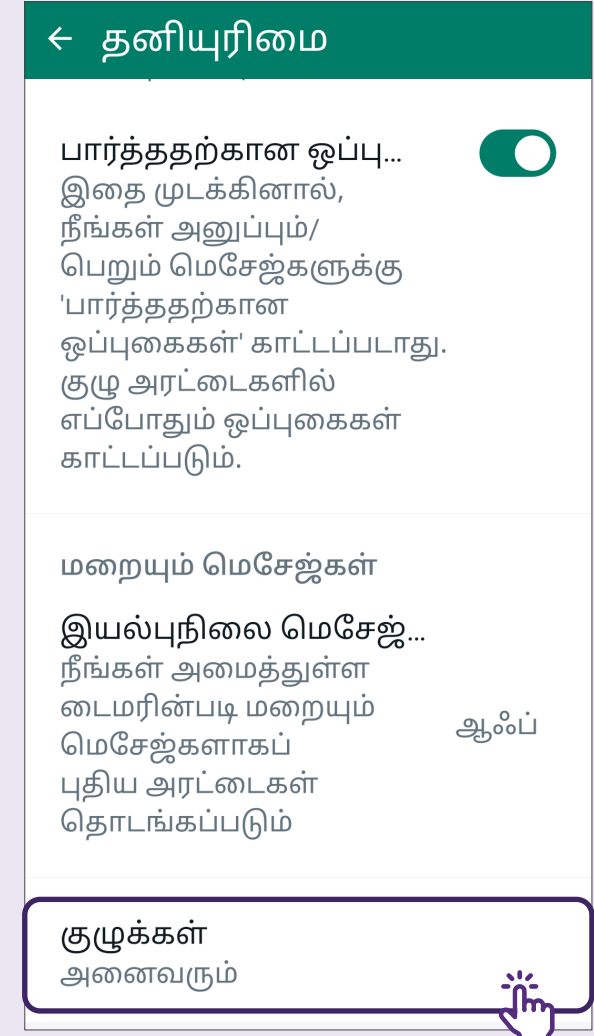 தனியுரிமை
பார்த்ததற்கான ஒப்பு...
இதை முடக்கினால்,
நீங்கள் அனுப்பும்/
பெறும் மெசேஜ்களுக்கு
'பார்த்ததற்கான
ஒப்புகைகள்' காட்டப்படாது.
குழு அரட்டைகளில்
எப்போதும் ஒப்புகைகள்
காட்டப்படும்.
மறையும் மெசேஜ்கள்
இயல்புநிலை மெசேஜ்...
நீங்கள் அமைத்துள்ள
டைமரின்படி மறையும்
மெசேஜ்களாகப்
புதிய அரட்டைகள்
தொடங்கப்படும்
ஆஃப்
குழுக்கள்
அனைவரும்